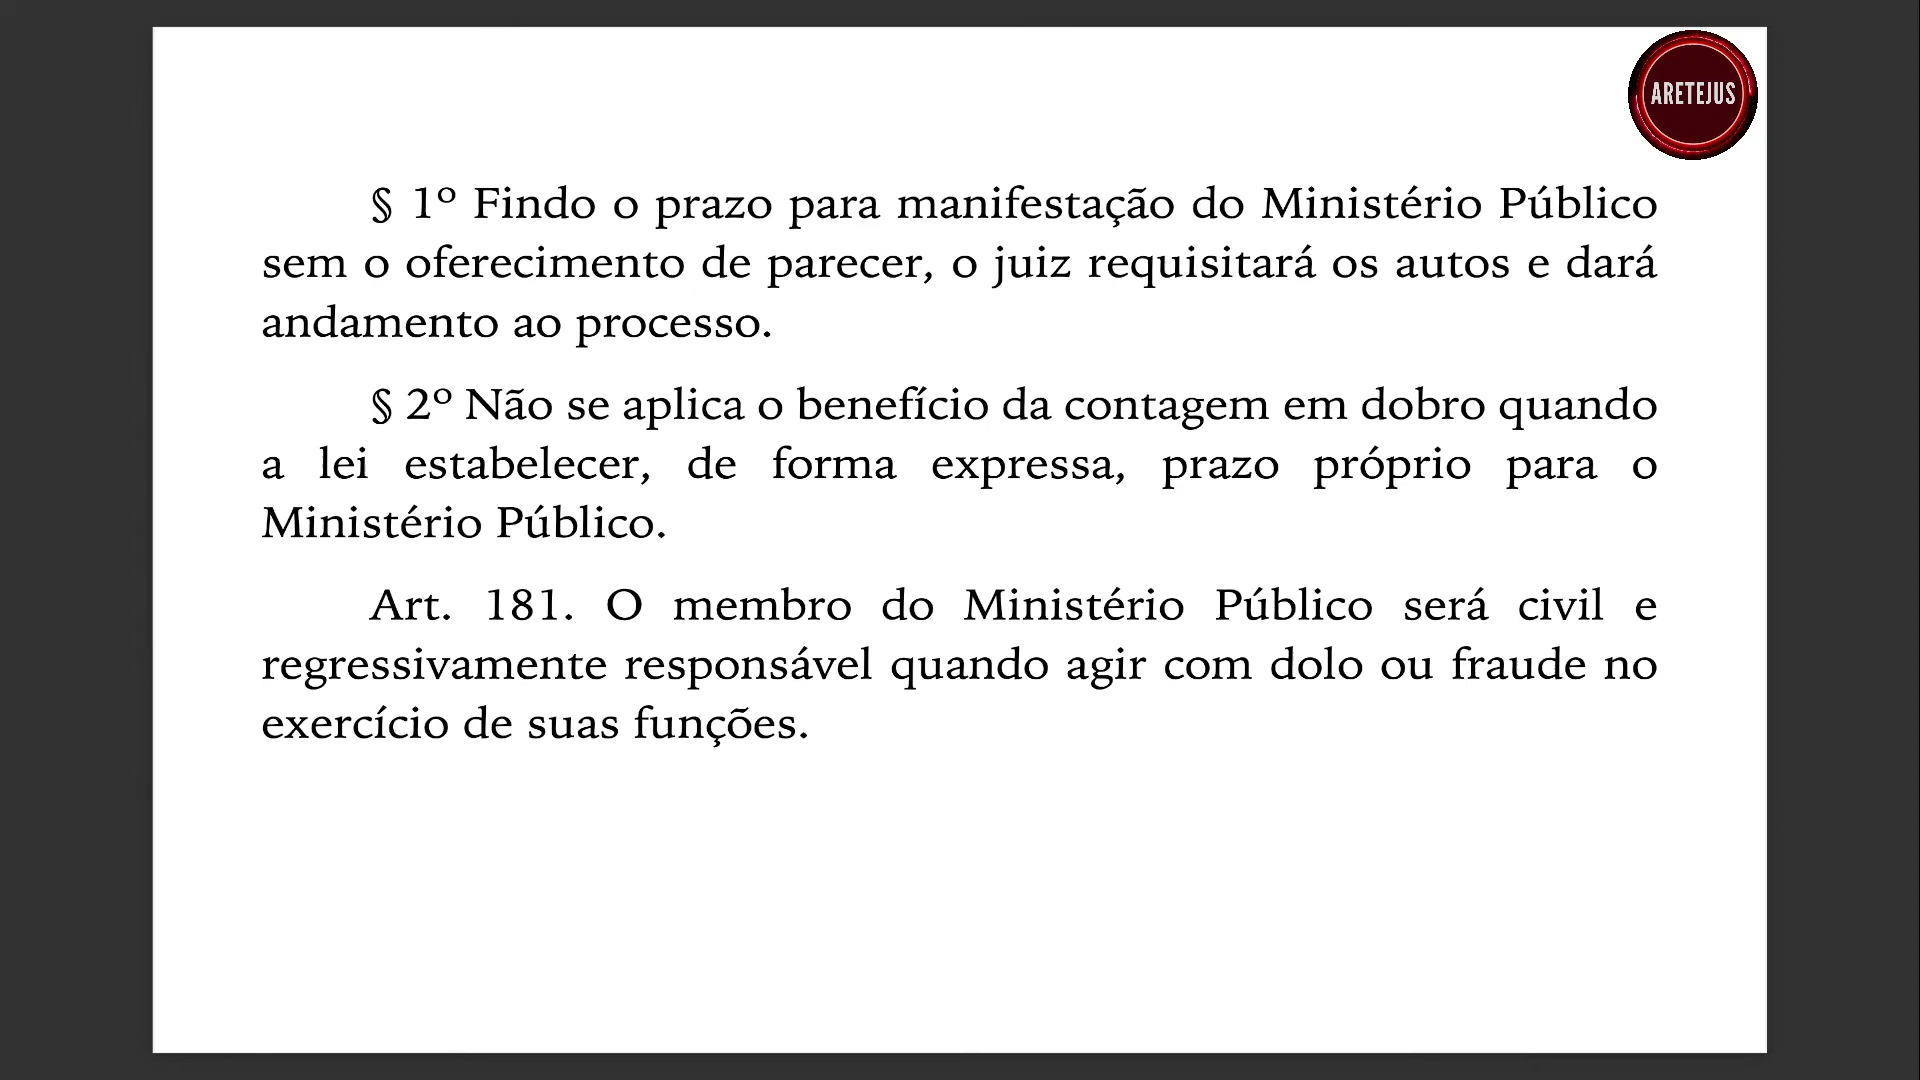 ARETEJUS
§ 1º Findo o prazo para manifestação do Ministério Público
sem o oferecimento de parecer, o juiz requisitará os autos e dará
andamento ao processo.
§ 2º Não se aplica o benefício da contagem em dobro quando
a lei estabelecer, de forma expressa, prazo próprio para o
Ministério Público.
Art. 181. O membro do Ministério Público será civil e
regressivamente responsável quando agir com dolo ou fraude no
exercício de suas funções.